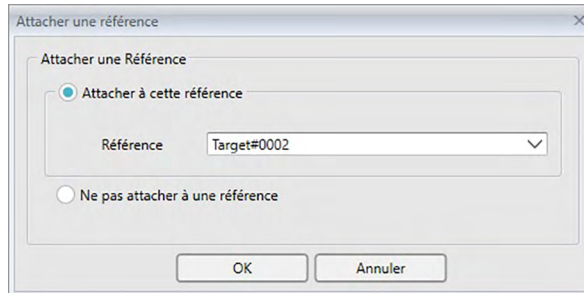 Attacher une référence
Attacher une Référence
Attacher à cette référence
Référence Target#0002
Ne pas attacher à une référence
OK Annuler